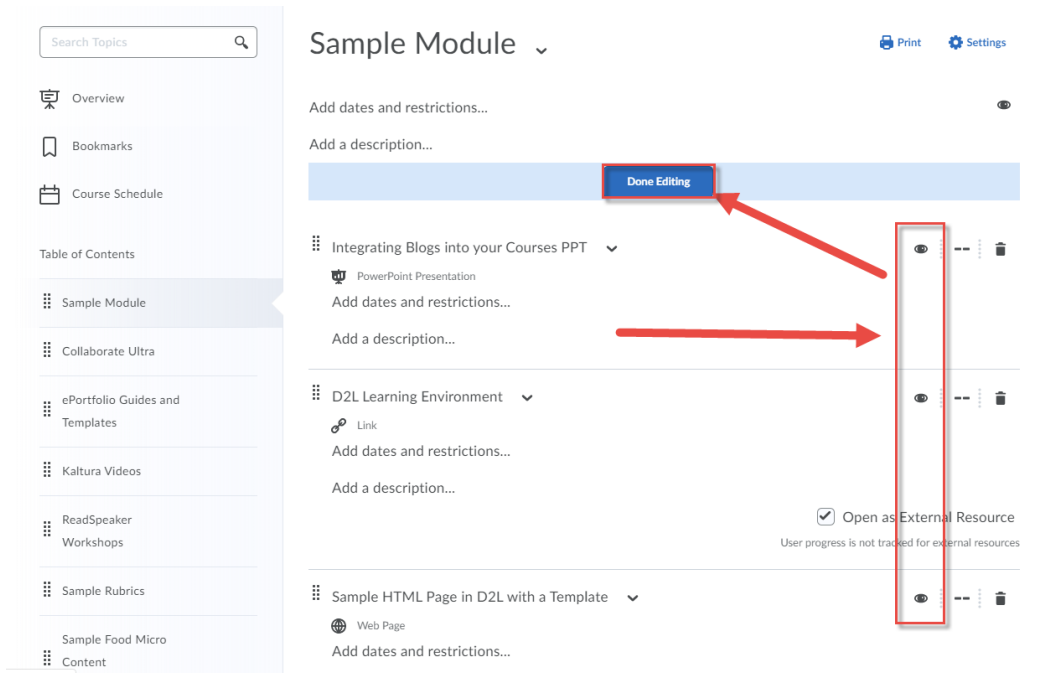 Search Topics
Overview
Bookmarks
Course Schedule
Table of Contents
Sample Module
Collaborate Ultra
ePortfolio Guides and
Templates
Kaltura Videos
ReadSpeaker
Workshops
Sample Rubrics
Sample Food Micro
Content
Sample Module
Print
Settings
Add dates and restrictions...
Add a description...
Done Editing
Integrating Blogs into your Courses PPT
PowerPoint Presentation
Add dates and restrictions...
Add a description...
D2L Learning Environment
Link
Add dates and restrictions...
Add a description...
Open as External Resource
User progress is not tracked for external resources
Sample HTML Page in D2L with a Template
Web Page
Add dates and restrictions...